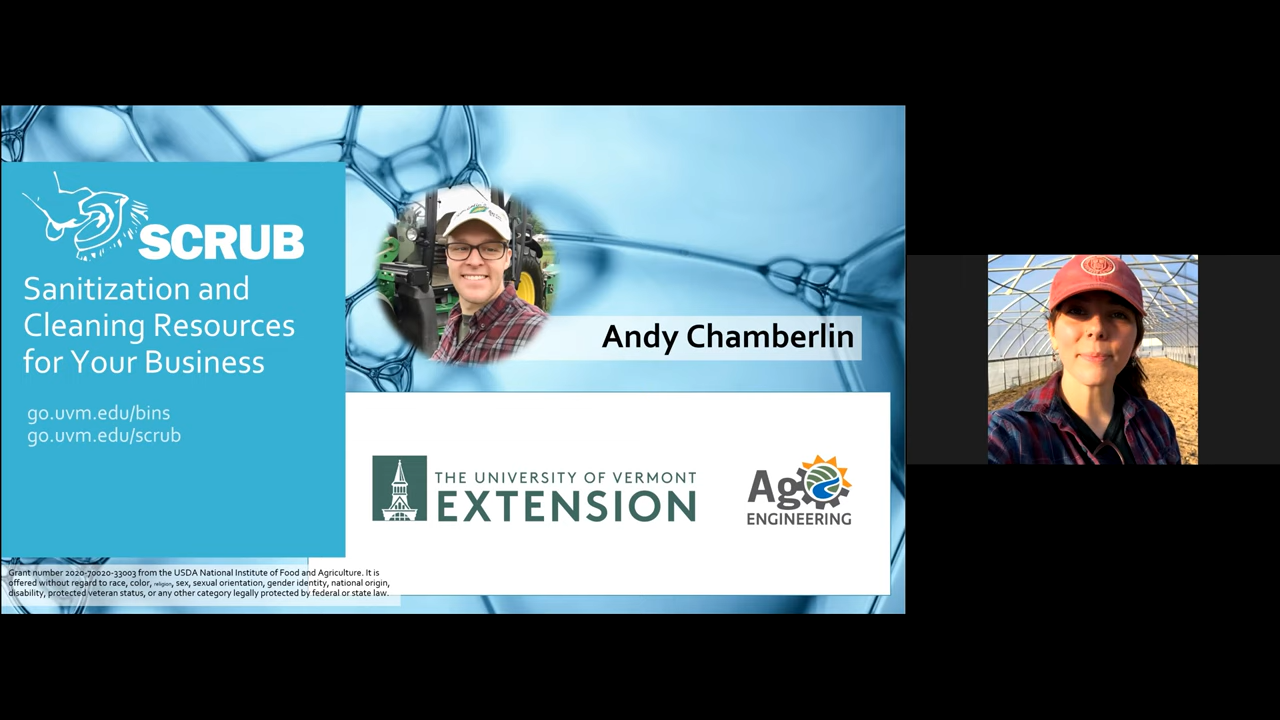 SCRUB
Sanitization and
Cleaning Resources
for Your Business
go.uvm.edu/bins
go.uvm.edu/scrub
Andy Chamberlin
THE UNIVERSITY OF VERMONT
EXTENSION
Ag
ENGINEERING
Grant number 2020-70020-33003 from the USDA National Institute of Food and Agriculture. It is
offered without regard to race, color, religion, sex, sexual orientation, gender identity, national origin,
disability, protected veteran status, or any other category legally protected by federal or state law.